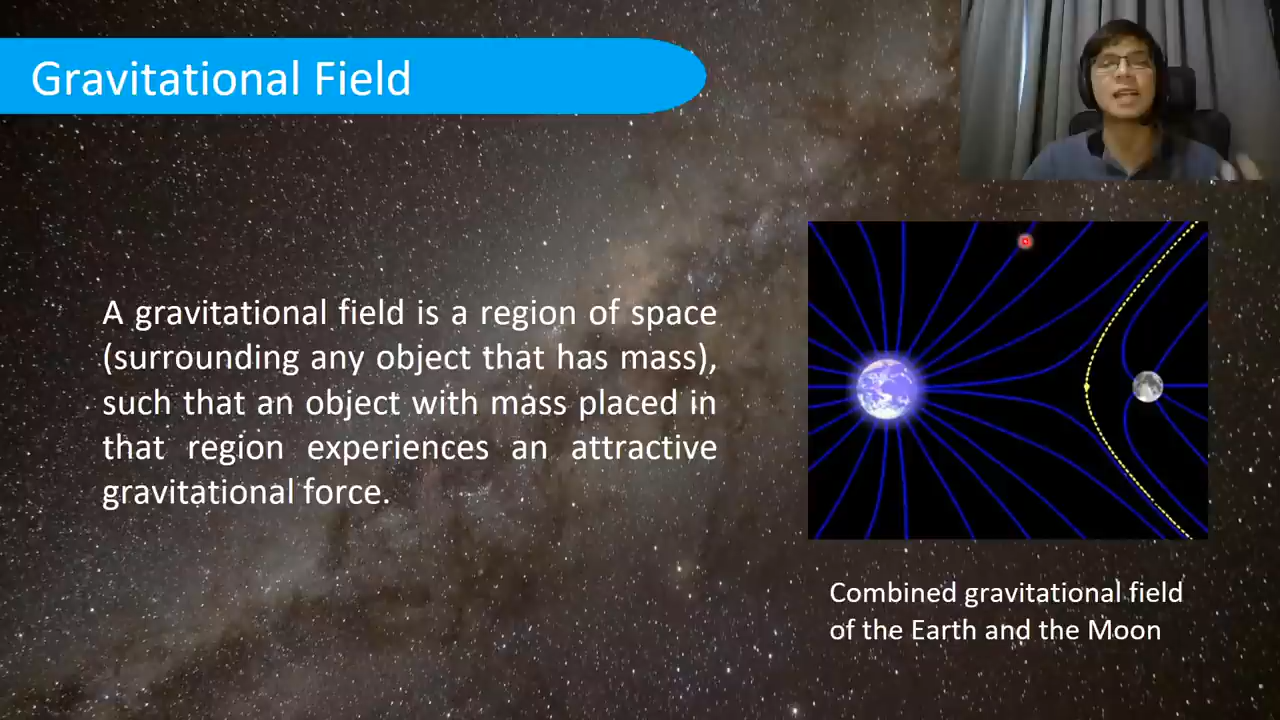 Gravitational Field
A gravitational field is a region of space
(surrounding any object that has mass),
such that an object with mass placed in
that region experiences an attractive
gravitational force.
Combined gravitational field
of the Earth and the Moon